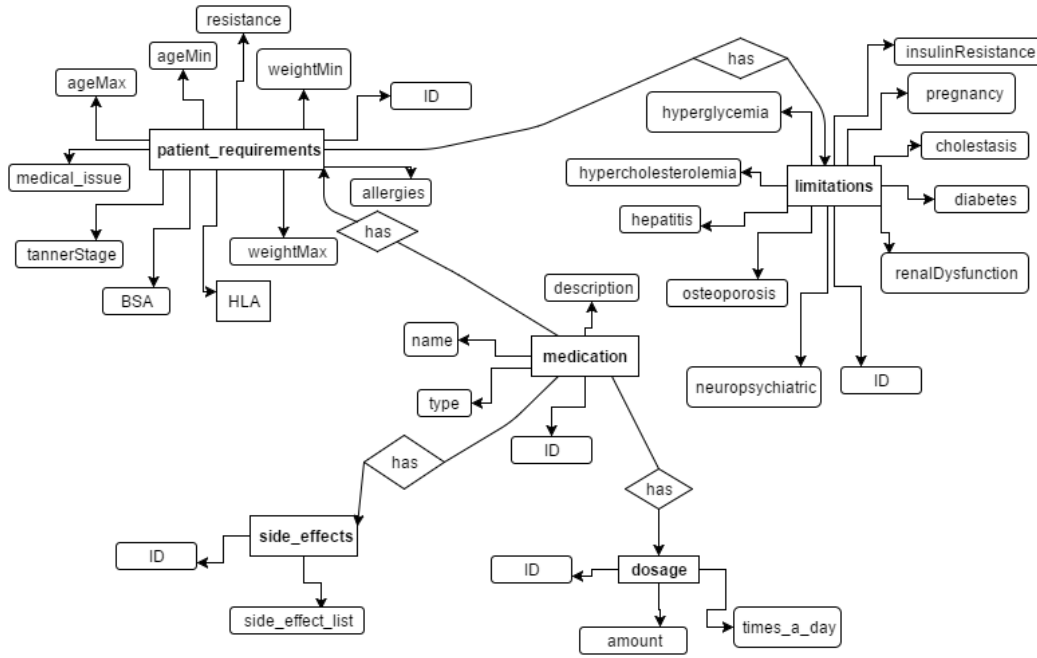 resistance
ageMin
ageMax
weightMin
ID
patient_requirements
medical_issue
allergies
tannerStage
weightMax
BSA
HLA
has
has
insulinResistance
hyperglycemia
pregnancy
cholestasis
hypercholesterolemia
limitations
diabetes
hepatitis
renalDysfunction
osteoporosis
neuropsychiatric
ID
description
name
medication
type
ID
has
has
side_effects
ID
side_effect_list
ID
dosage
amount
times_a_day